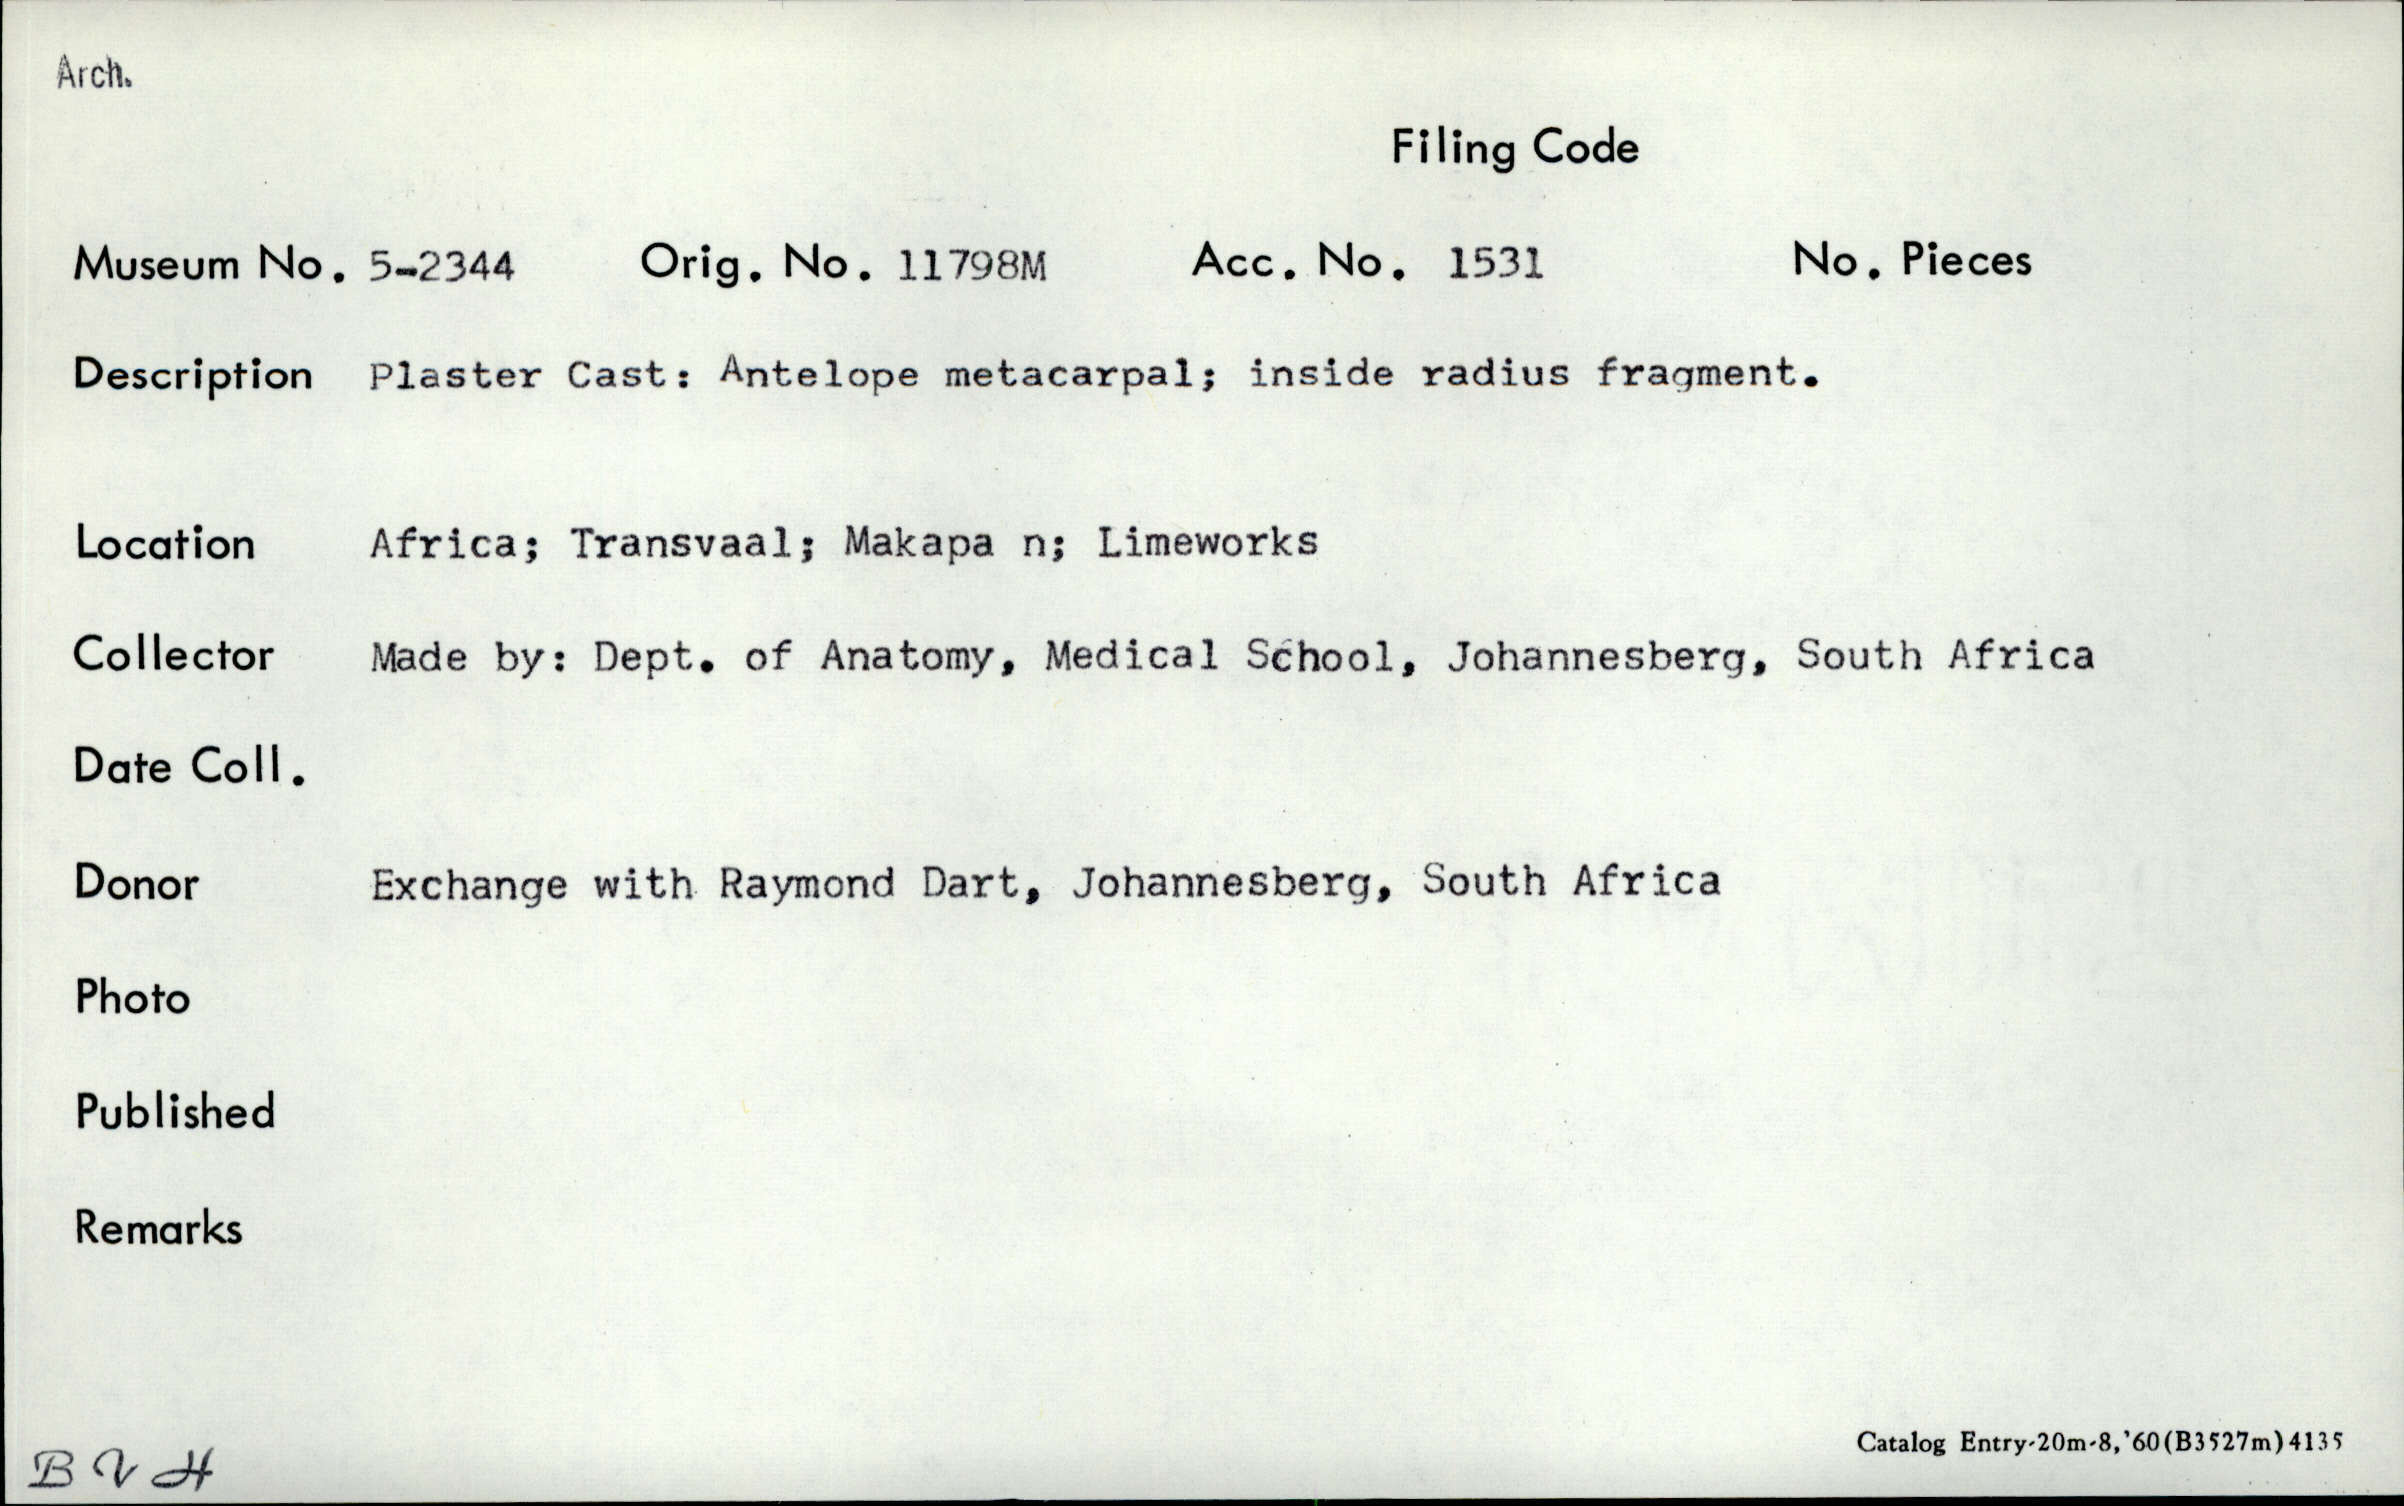 Arch.
Filing Code
Museum No. 5-2344 Orig. No. 11798M Acc. No. 1531 No. Pieces
Description Plaster Cast: Antelope metacarpal; inside radius fragment.
Location Africa; Transvaal; Makapa n; Limeworks
Collector Made by: Dept. of Anatomy, Medical School, Johannesberg, South Africa
Date Coll.
Donor Exchange with Raymond Dart, Johannesberg, South Africa
Photo
Published
Remarks
Catalog Entry-20m-8,'60(B3527m)4135
B V H